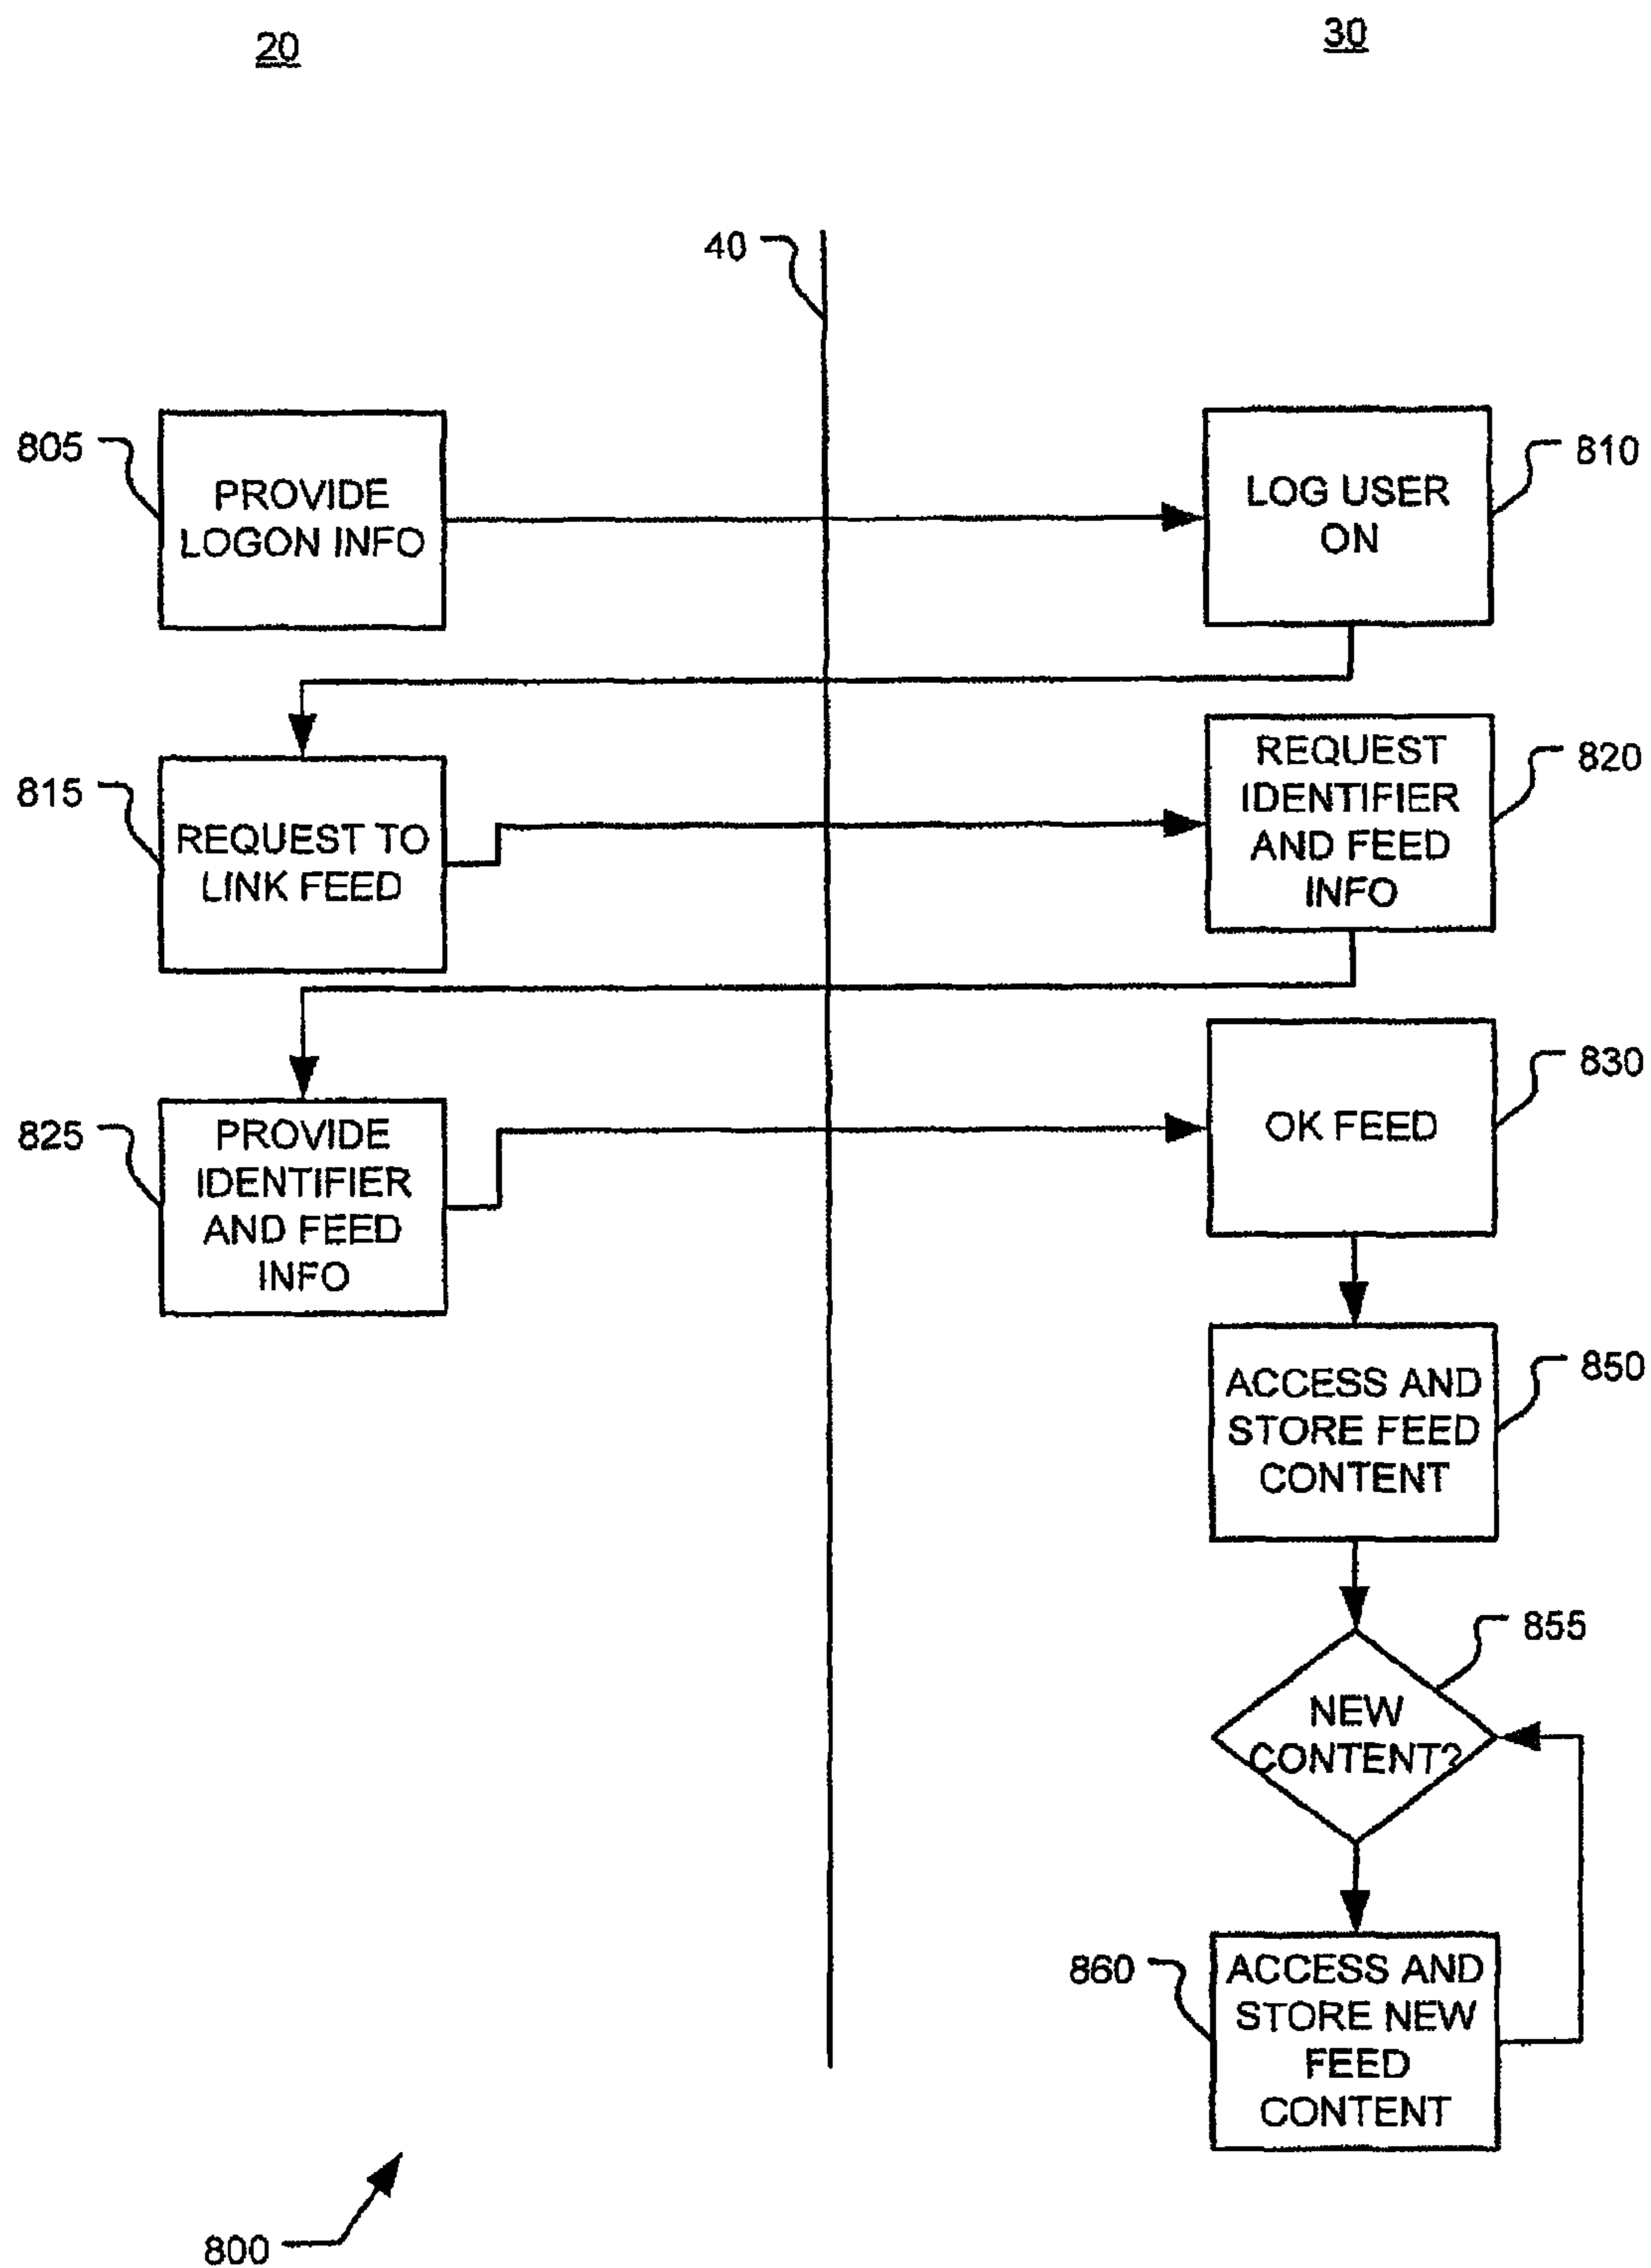 20
30
40
805
PROVIDE
LOGON INFO
LOG USER
ON
810
815
REQUEST TO
LINK FEED
REQUEST
IDENTIFIER
AND FEED
INFO
820
825
PROVIDE
IDENTIFIER
AND FEED
INFO
OK FEED
830
ACCESS AND
STORE FEED
CONTENT
850
NEW
CONTENT?
855
860
ACCESS AND
STORE NEW
FEED
CONTENT
800